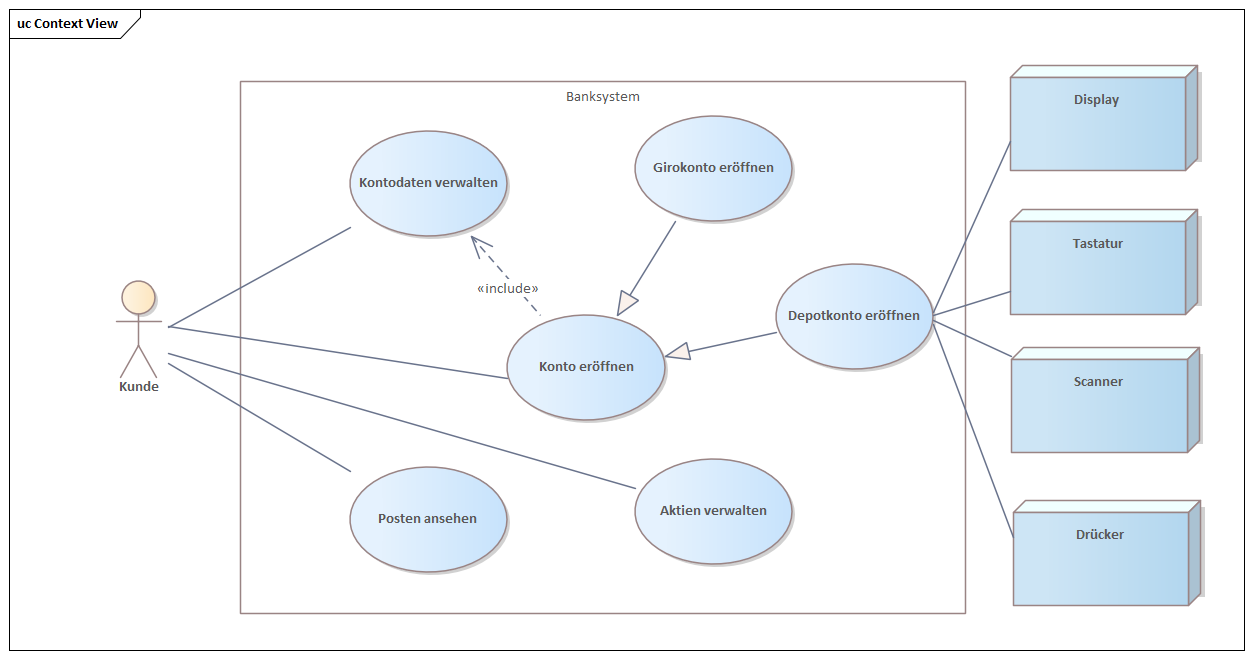 uc Context View
Banksystem
Display
Girokonto eröffnen
Kontodaten verwalten
Tastatur
«include»
Depotkonto eröffnen
Konto eröffnen
Kunde
Scanner
Aktien verwalten
Posten ansehen
Drücker